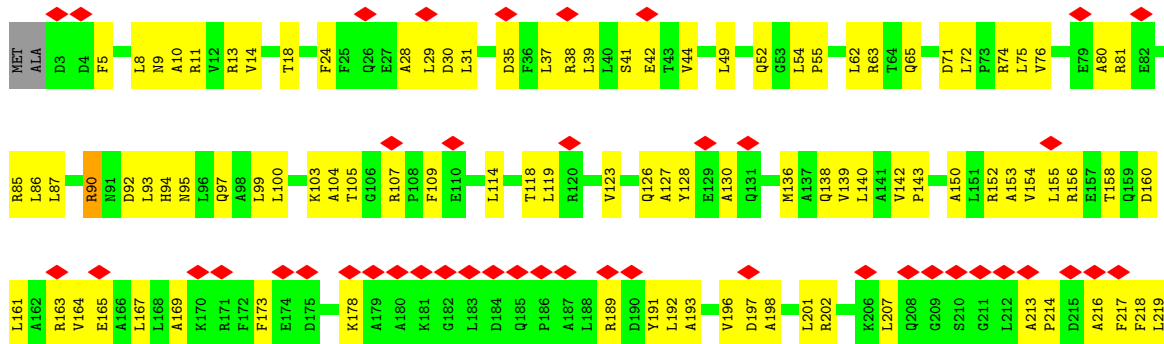 MET ALA D3 D4 F5 L8 N9 A10 R11 V12 R13 V14 T18 F24 F25 Q26 E27 A28 L29 D30 L31 D35 F36 L37 R38 L39 L40 S41 E42 T43 V44 L49 Q52 G53 L54 P55 L62 R63 T64 Q65 D71 L72 P73 R74 L75 V76 E79 A80 R81 E82
R85 L86 L87 R90 N91 D92 L93 H94 N95 L96 Q97 A98 L99 L100 K103 A104 T105 G106 R107 P108 F109 E110 L114 T118 L119 R120 V123 Q126 A127 Y128 E129 A130 Q131 M136 A137 Q138 V139 L140 A141 V142 P143 A150 L151 R152 A153 V154 L155 R156 E157 T158 Q159 D160
L161 A162 R163 V164 E165 A166 L167 L168 A169 K170 R171 F172 F173 E174 D175 K178 A179 A180 K181 G182 L183 D184 Q185 P186 A187 L188 R189 D190 Y191 L192 A193 V196 D197 A198 L201 R202 K206 L207 Q208 G209 S210 G211 L212 A213 P214 D215 A216 F217 F218 L219